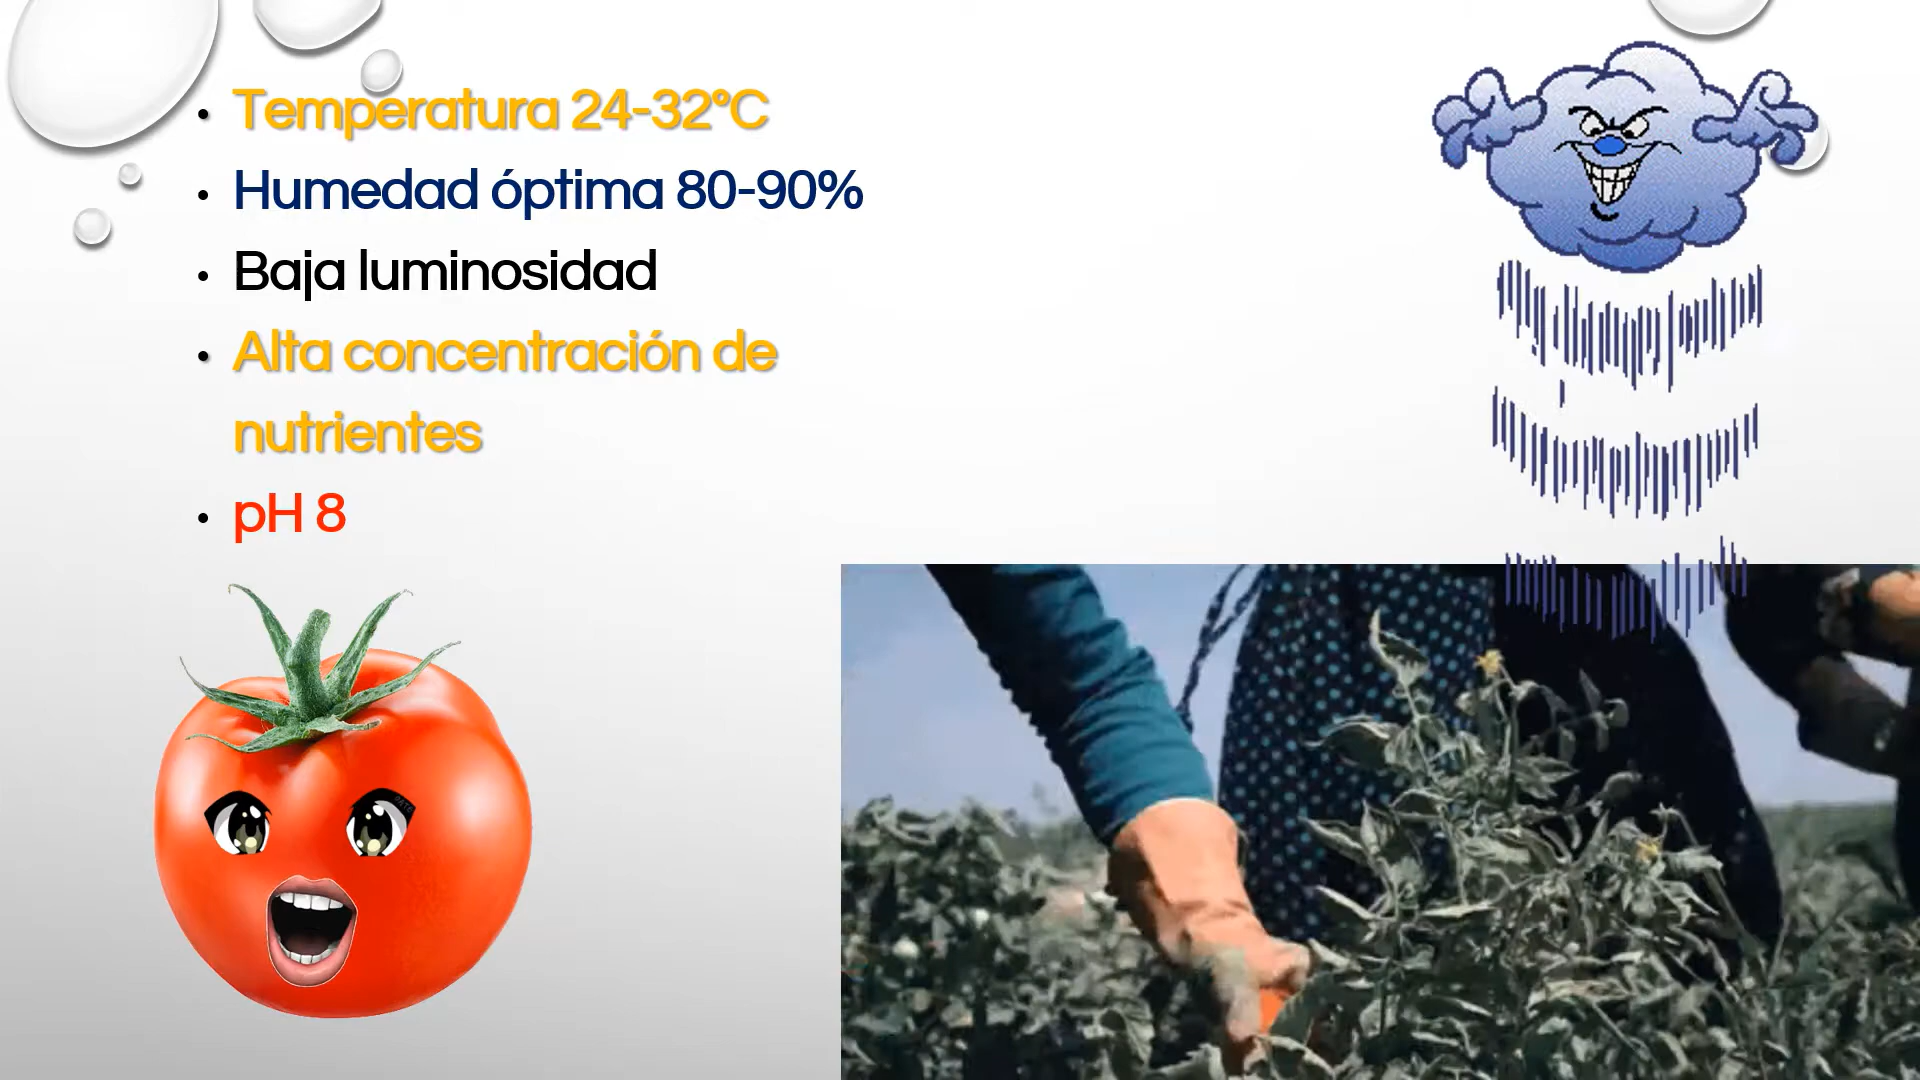 Temperatura 24-32°C
Humedad óptima 80-90%
Baja luminosidad
Alta concentración de
nutrientes
pH 8